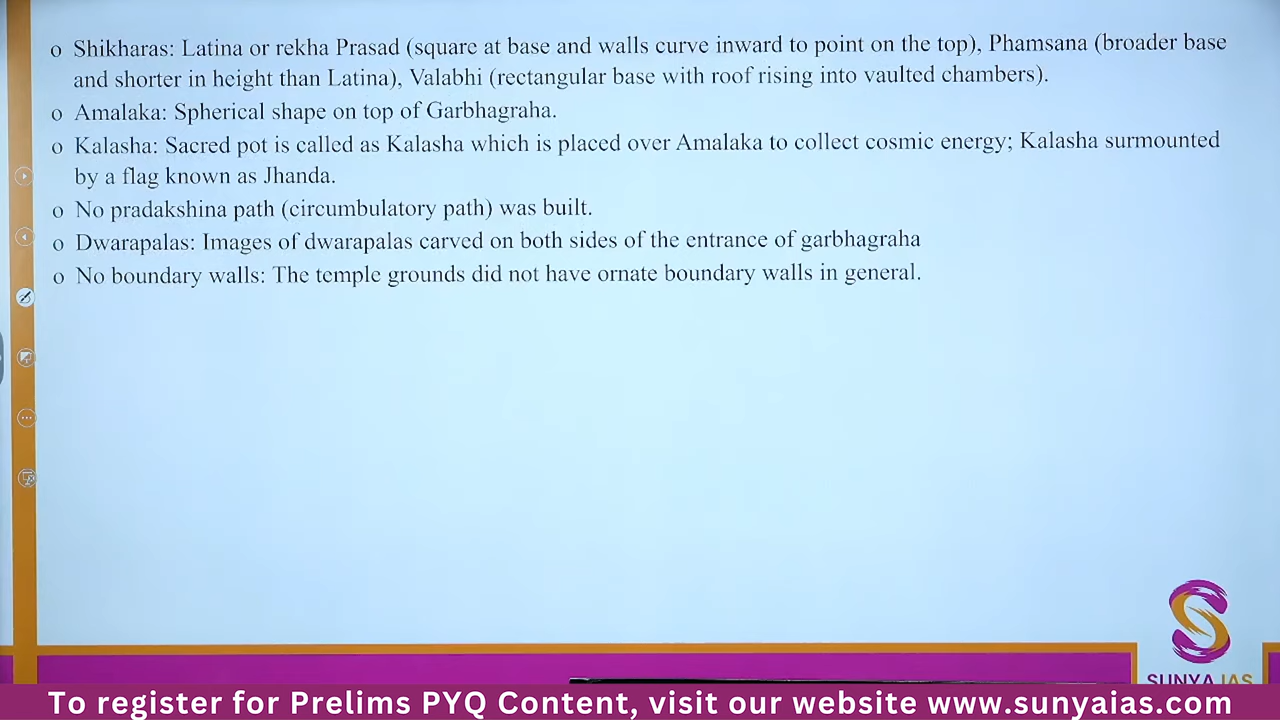 o Shikharas: Latina or rekha Prasad (square at base and walls curve inward to point on the top), Phamsana (broader base
and shorter in height than Latina), Valabhi (rectangular base with roof rising into vaulted chambers).
o Amalaka: Spherical shape on top of Garbhagraha.
o Kalasha: Sacred pot is called as Kalasha which is placed over Amalaka to collect cosmic energy; Kalasha surmounted
by a flag known as Jhanda.
o No pradakshina path (circumbulatory path) was built.
o Dwarapalas: Images of dwarapalas carved on both sides of the entrance of garbhagraha
o No boundary walls: The temple grounds did not have ornate boundary walls in general.
SUNYA IAS
To register for Prelims PYQ Content, visit our website www.sunyaias.com